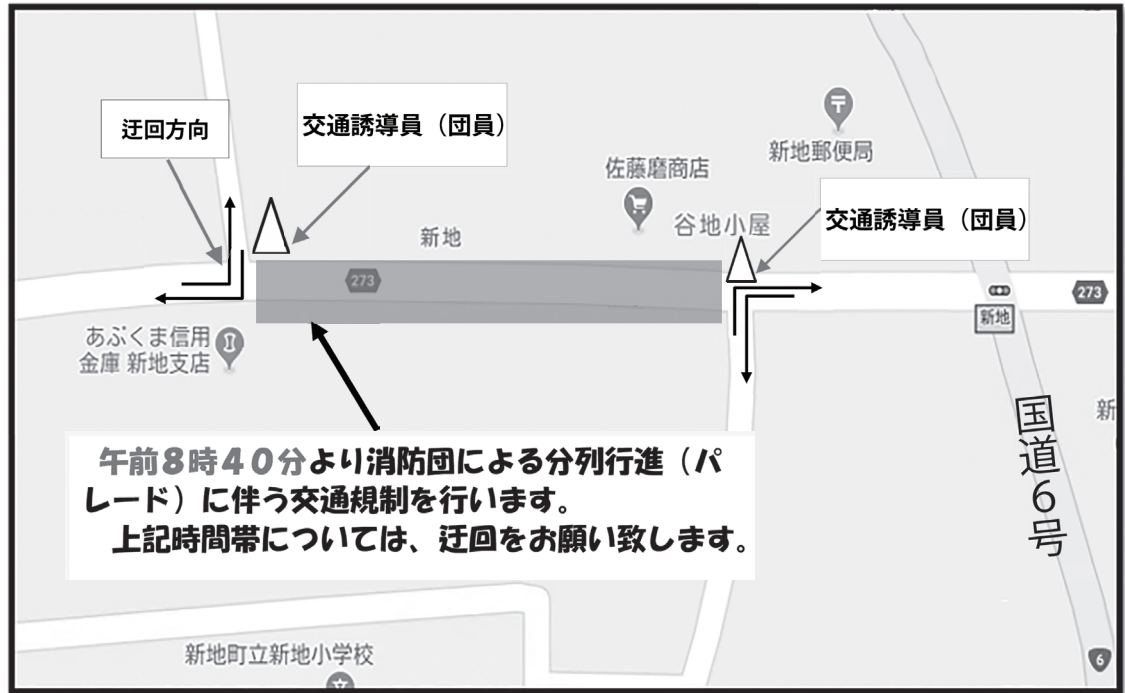 迂回方向
交通誘導員（団員）
新地郵便局
佐藤磨商店
交通誘導員（団員）
谷地小屋
新地
273
273
新地
あぶくま信用
金庫 新地支店
国道６号
新
午前８時４０分より消防団による分列行進（パ
レード）に伴う交通規制を行います。
上記時間帯については、迂回をお願い致します。
新地町立新地小学校
6